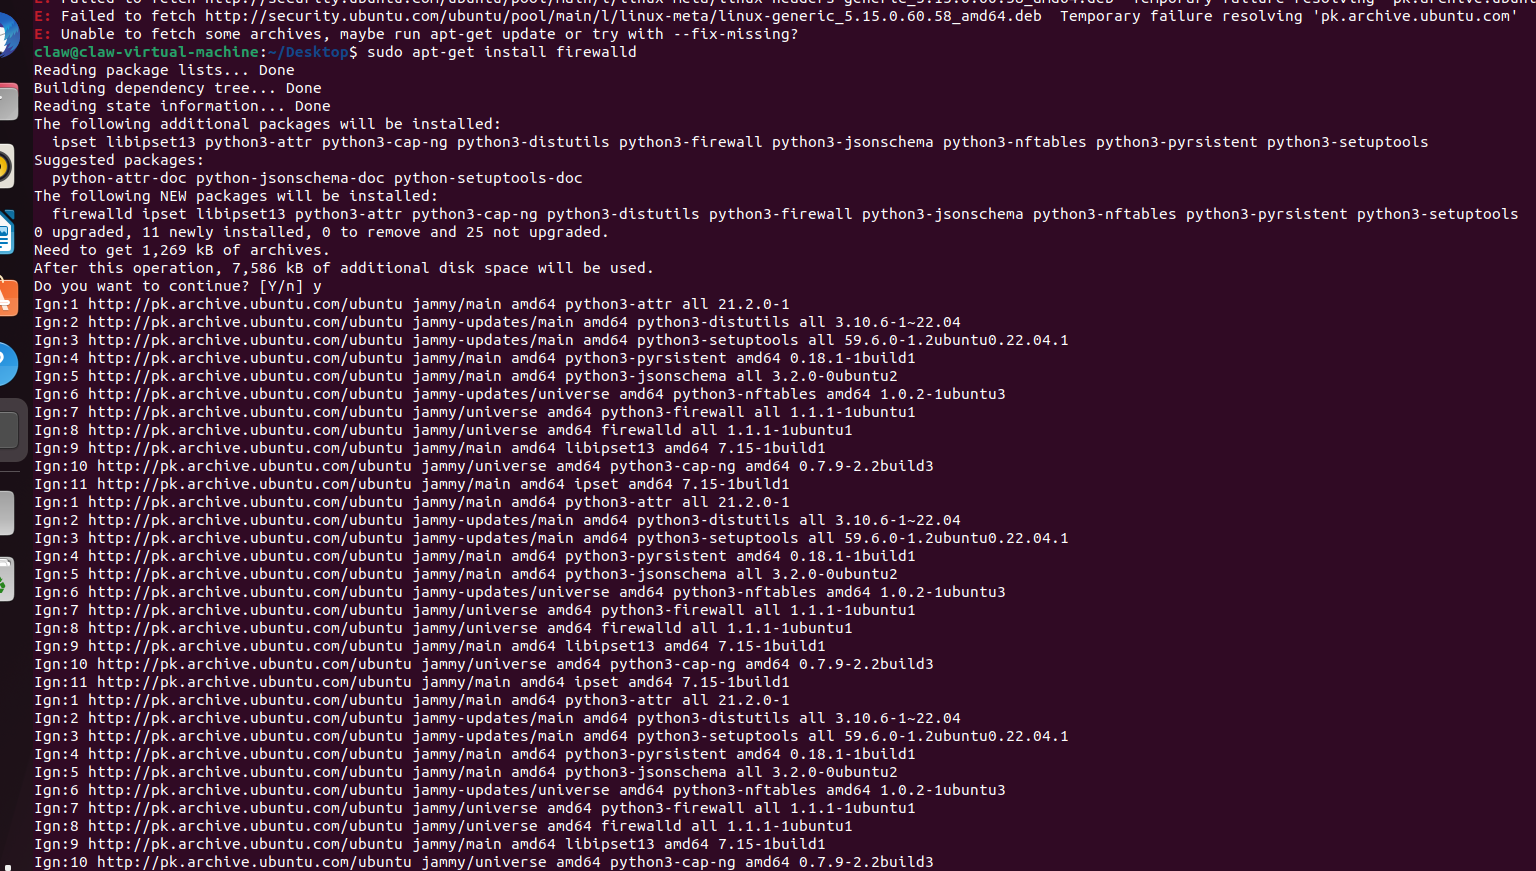 E: Failed to fetch http://security.ubuntu.com/ubuntu/pool/main/l/linux-meta/linux-headers-generic_5.15.0.60.58_amd64.deb  Temporary failure resolving 'pk.archive.ubuntu.com'
E: Failed to fetch http://security.ubuntu.com/ubuntu/pool/main/l/linux-meta/linux-generic_5.15.0.60.58_amd64.deb  Temporary failure resolving 'pk.archive.ubuntu.com'
E: Unable to fetch some archives, maybe run apt-get update or try with --fix-missing?
claw@claw-virtual-machine:~/Desktop$ sudo apt-get install firewalld
Reading package lists... Done
Building dependency tree... Done
Reading state information... Done
The following additional packages will be installed:
  ipset libipset13 python3-attr python3-cap-ng python3-distutils python3-firewall python3-jsonschema python3-nftables python3-pyrsistent python3-setuptools
Suggested packages:
  python-attr-doc python-jsonschema-doc python-setuptools-doc
The following NEW packages will be installed:
  firewalld ipset libipset13 python3-attr python3-cap-ng python3-distutils python3-firewall python3-jsonschema python3-nftables python3-pyrsistent python3-setuptools
0 upgraded, 11 newly installed, 0 to remove and 25 not upgraded.
Need to get 1,269 kB of archives.
After this operation, 7,586 kB of additional disk space will be used.
Do you want to continue? [Y/n] y
Ign:1 http://pk.archive.ubuntu.com/ubuntu jammy/main amd64 python3-attr all 21.2.0-1
Ign:2 http://pk.archive.ubuntu.com/ubuntu jammy-updates/main amd64 python3-distutils all 3.10.6-1~22.04
Ign:3 http://pk.archive.ubuntu.com/ubuntu jammy-updates/main amd64 python3-setuptools all 59.6.0-1.2ubuntu0.22.04.1
Ign:4 http://pk.archive.ubuntu.com/ubuntu jammy/main amd64 python3-pyrsistent amd64 0.18.1-1build1
Ign:5 http://pk.archive.ubuntu.com/ubuntu jammy/main amd64 python3-jsonschema all 3.2.0-0ubuntu2
Ign:6 http://pk.archive.ubuntu.com/ubuntu jammy-updates/universe amd64 python3-nftables amd64 1.0.2-1ubuntu3
Ign:7 http://pk.archive.ubuntu.com/ubuntu jammy/universe amd64 python3-firewall all 1.1.1-1ubuntu1
Ign:8 http://pk.archive.ubuntu.com/ubuntu jammy/universe amd64 firewalld all 1.1.1-1ubuntu1
Ign:9 http://pk.archive.ubuntu.com/ubuntu jammy/main amd64 libipset13 amd64 7.15-1build1
Ign:10 http://pk.archive.ubuntu.com/ubuntu jammy/universe amd64 python3-cap-ng amd64 0.7.9-2.2build3
Ign:11 http://pk.archive.ubuntu.com/ubuntu jammy/main amd64 ipset amd64 7.15-1build1
Ign:1 http://pk.archive.ubuntu.com/ubuntu jammy/main amd64 python3-attr all 21.2.0-1
Ign:2 http://pk.archive.ubuntu.com/ubuntu jammy-updates/main amd64 python3-distutils all 3.10.6-1~22.04
Ign:3 http://pk.archive.ubuntu.com/ubuntu jammy-updates/main amd64 python3-setuptools all 59.6.0-1.2ubuntu0.22.04.1
Ign:4 http://pk.archive.ubuntu.com/ubuntu jammy/main amd64 python3-pyrsistent amd64 0.18.1-1build1
Ign:5 http://pk.archive.ubuntu.com/ubuntu jammy/main amd64 python3-jsonschema all 3.2.0-0ubuntu2
Ign:6 http://pk.archive.ubuntu.com/ubuntu jammy-updates/universe amd64 python3-nftables amd64 1.0.2-1ubuntu3
Ign:7 http://pk.archive.ubuntu.com/ubuntu jammy/universe amd64 python3-firewall all 1.1.1-1ubuntu1
Ign:8 http://pk.archive.ubuntu.com/ubuntu jammy/universe amd64 firewalld all 1.1.1-1ubuntu1
Ign:9 http://pk.archive.ubuntu.com/ubuntu jammy/main amd64 libipset13 amd64 7.15-1build1
Ign:10 http://pk.archive.ubuntu.com/ubuntu jammy/universe amd64 python3-cap-ng amd64 0.7.9-2.2build3
Ign:11 http://pk.archive.ubuntu.com/ubuntu jammy/main amd64 ipset amd64 7.15-1build1
Ign:1 http://pk.archive.ubuntu.com/ubuntu jammy/main amd64 python3-attr all 21.2.0-1
Ign:2 http://pk.archive.ubuntu.com/ubuntu jammy-updates/main amd64 python3-distutils all 3.10.6-1~22.04
Ign:3 http://pk.archive.ubuntu.com/ubuntu jammy-updates/main amd64 python3-setuptools all 59.6.0-1.2ubuntu0.22.04.1
Ign:4 http://pk.archive.ubuntu.com/ubuntu jammy/main amd64 python3-pyrsistent amd64 0.18.1-1build1
Ign:5 http://pk.archive.ubuntu.com/ubuntu jammy/main amd64 python3-jsonschema all 3.2.0-0ubuntu2
Ign:6 http://pk.archive.ubuntu.com/ubuntu jammy-updates/universe amd64 python3-nftables amd64 1.0.2-1ubuntu3
Ign:7 http://pk.archive.ubuntu.com/ubuntu jammy/universe amd64 python3-firewall all 1.1.1-1ubuntu1
Ign:8 http://pk.archive.ubuntu.com/ubuntu jammy/universe amd64 firewalld all 1.1.1-1ubuntu1
Ign:9 http://pk.archive.ubuntu.com/ubuntu jammy/main amd64 libipset13 amd64 7.15-1build1
Ign:10 http://pk.archive.ubuntu.com/ubuntu jammy/universe amd64 python3-cap-ng amd64 0.7.9-2.2build3